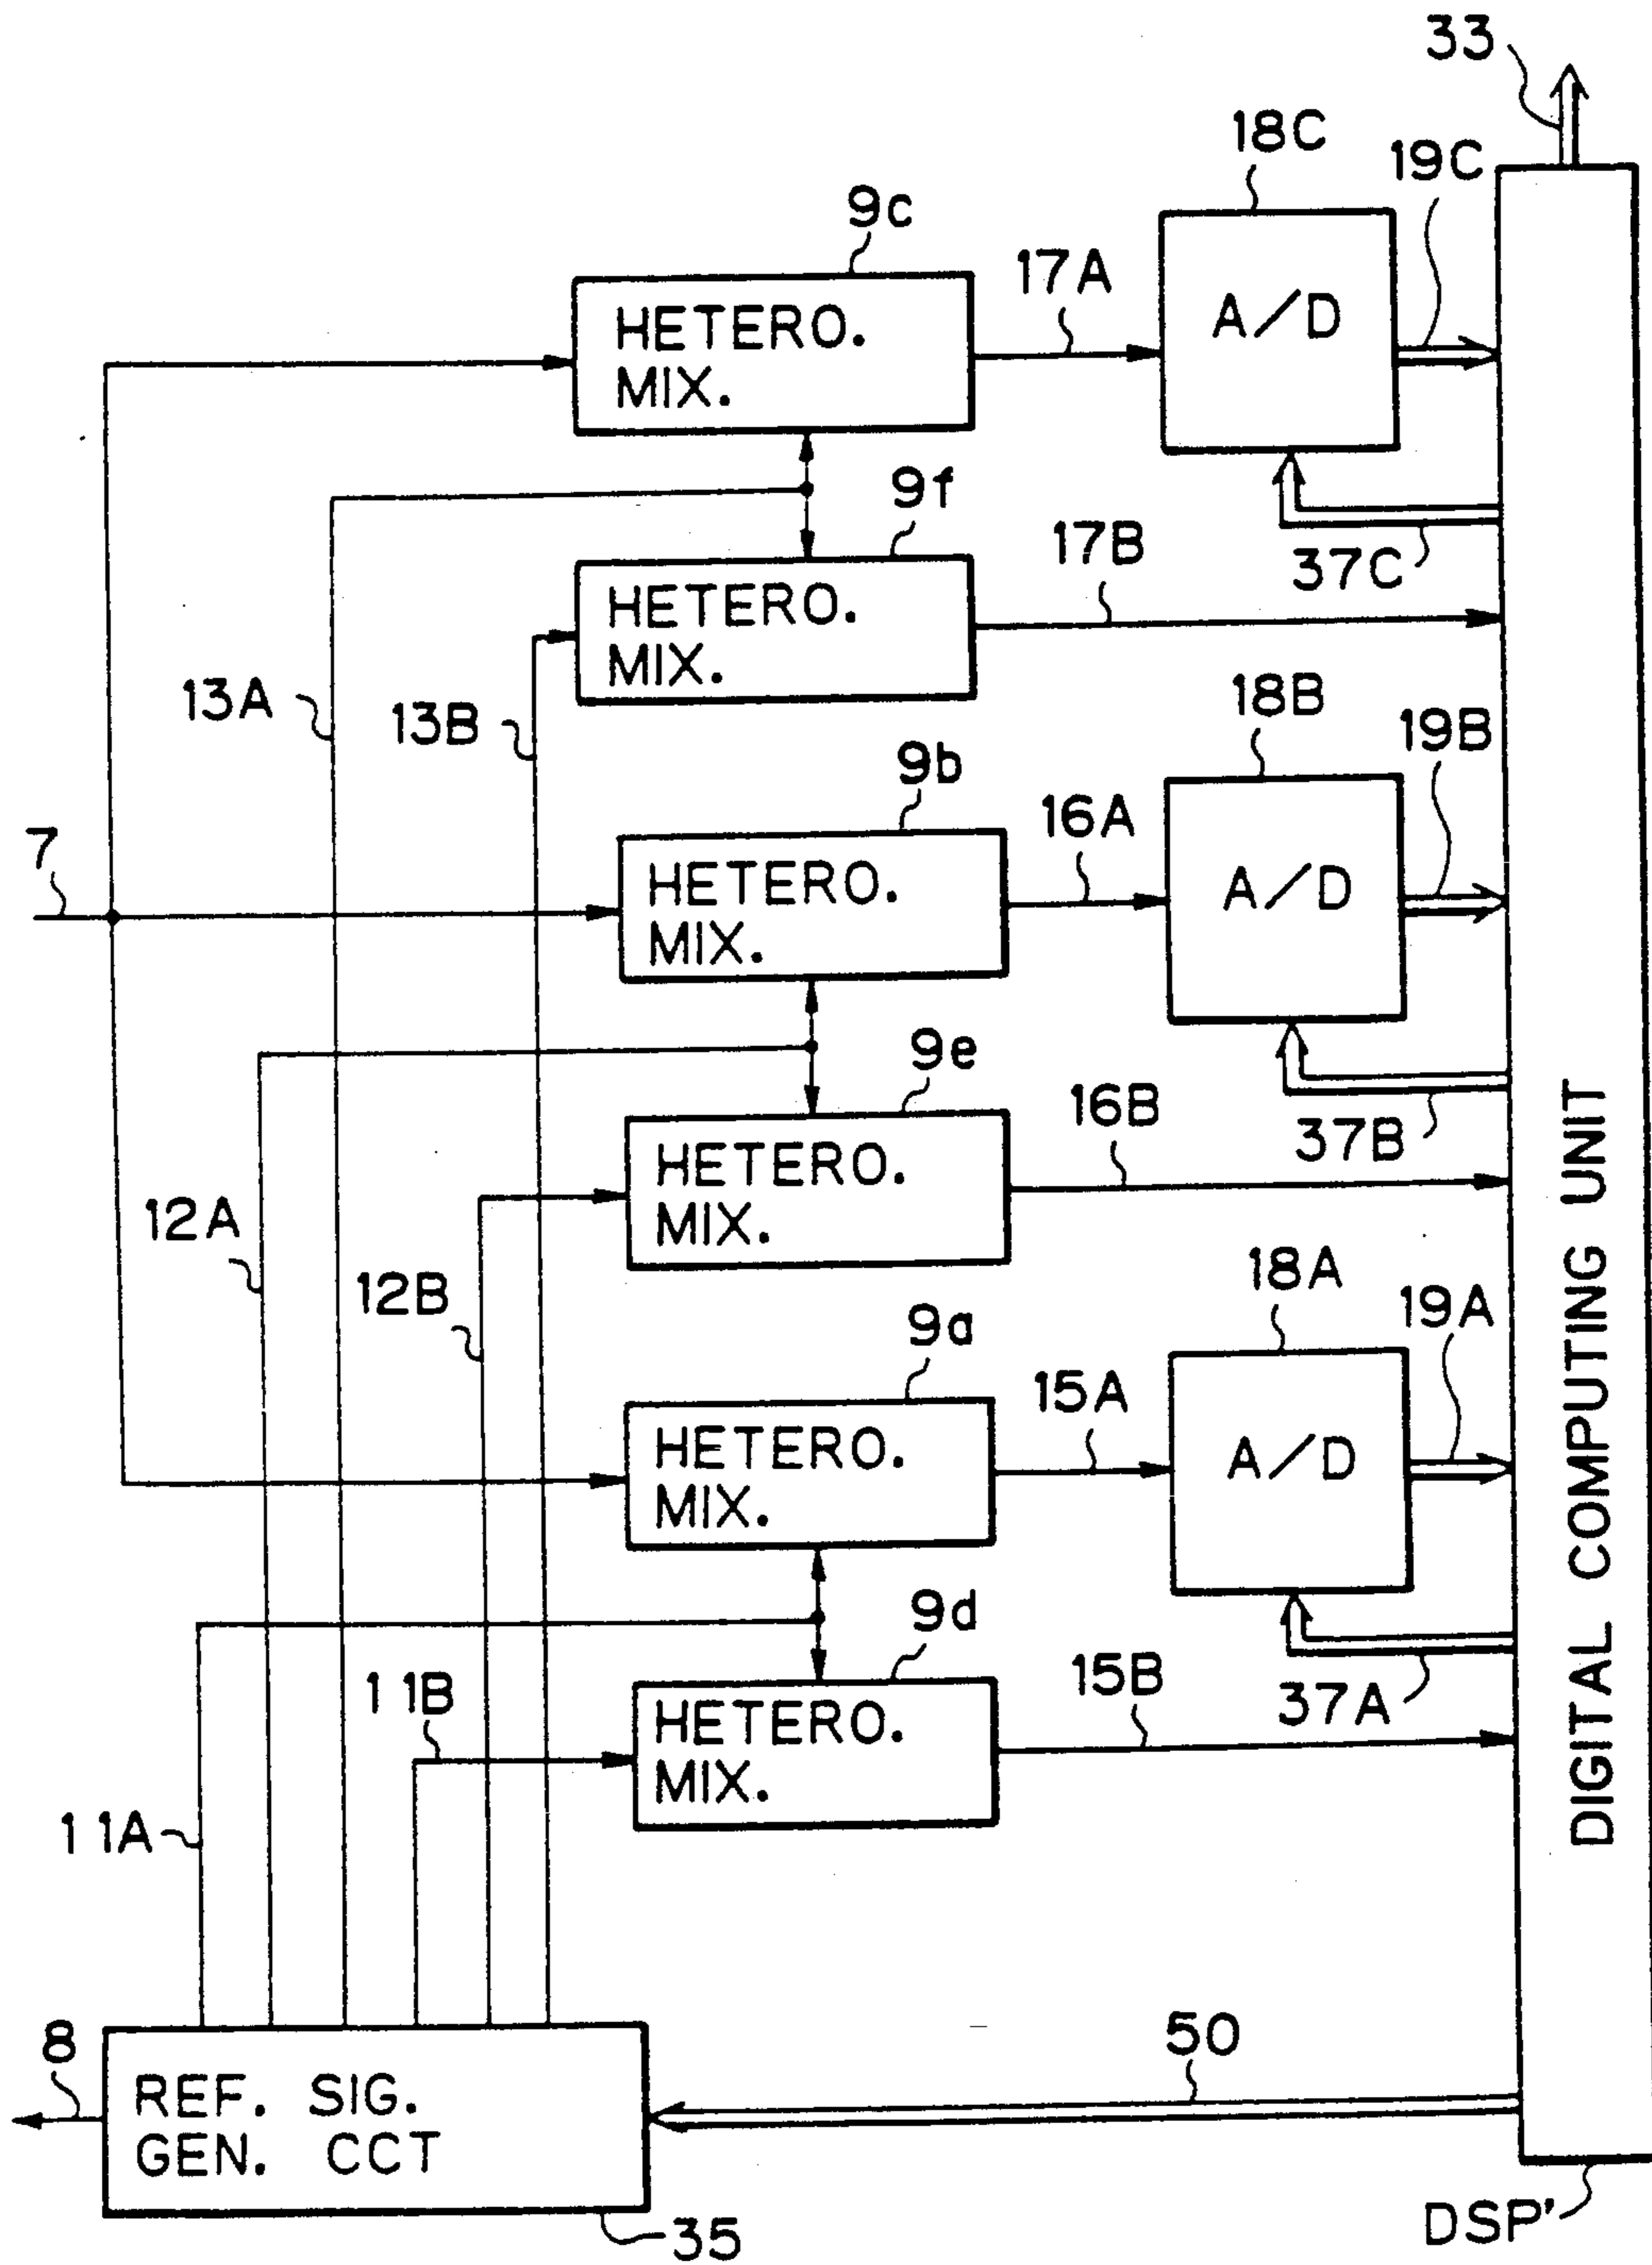 33
18C
19C
9c
17A
HETERO.
MIX.
A/D
9f
17B
37C
HETERO.
MIX.
13A
13B
18B
19B
9b
16A
7
HETERO.
MIX.
A/D
9e
16B
37B
HETERO.
MIX.
12A
12B
18A
19A
9a
15A
HETERO.
MIX.
A/D
9d
15B
37A
11B
HETERO.
MIX.
11A
DIGITAL COMPUTING UNIT
8
50
REF. SIG.
GEN. CCT
35
DSP'